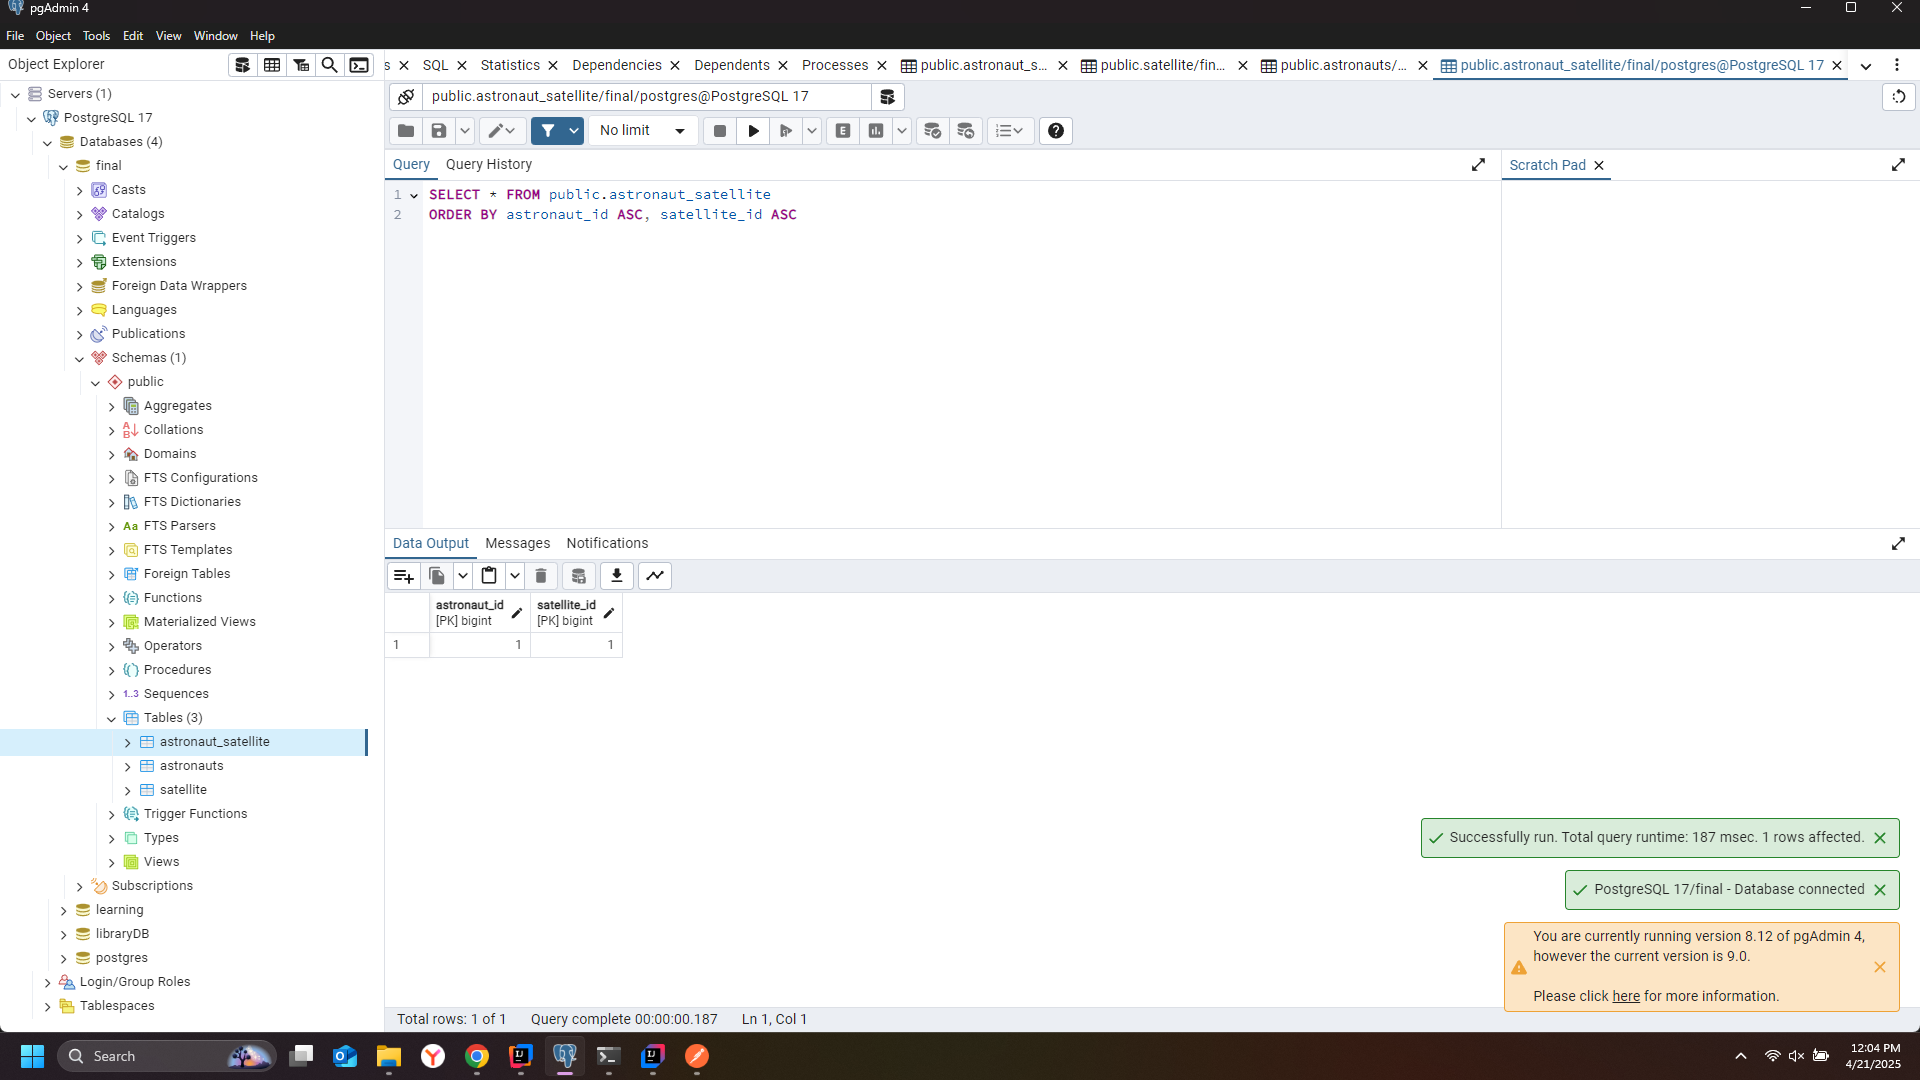 pgAdmin 4
File Object Tools Edit View Window Help
Object Explorer
s SQL Statistics Dependencies Dependents Processes public.astronaut_s... public.satellite/fin... public.astronauts/... public.astronaut_satellite/final/postgres@PostgreSQL 17
public.astronaut_satellite/final/postgres@PostgreSQL 17
No limit
E
Query Query History
Scratch Pad
1 SELECT * FROM public.astronaut_satellite
2 ORDER BY astronaut_id ASC, satellite_id ASC
Servers (1)
PostgreSQL 17
Databases (4)
final
Casts
Catalogs
Event Triggers
Extensions
Foreign Data Wrappers
Languages
Publications
Schemas (1)
public
Aggregates
Collations
Domains
FTS Configurations
FTS Dictionaries
Aa FTS Parsers
FTS Templates
Foreign Tables
Functions
Materialized Views
Operators
Procedures
1..3 Sequences
Tables (3)
astronaut_satellite
astronauts
satellite
Trigger Functions
Types
Views
Subscriptions
learning
libraryDB
postgres
Login/Group Roles
Tablespaces
Data Output Messages Notifications
astronaut_id satellite_id
[PK] bigint [PK] bigint
1 1 1
Successfully run. Total query runtime: 187 msec. 1 rows affected.
PostgreSQL 17/final - Database connected
You are currently running version 8.12 of pgAdmin 4,
however the current version is 9.0.
Please click here for more information.
Total rows: 1 of 1 Query complete 00:00:00.187 Ln 1, Col 1
Search
12:04 PM
4/21/2025